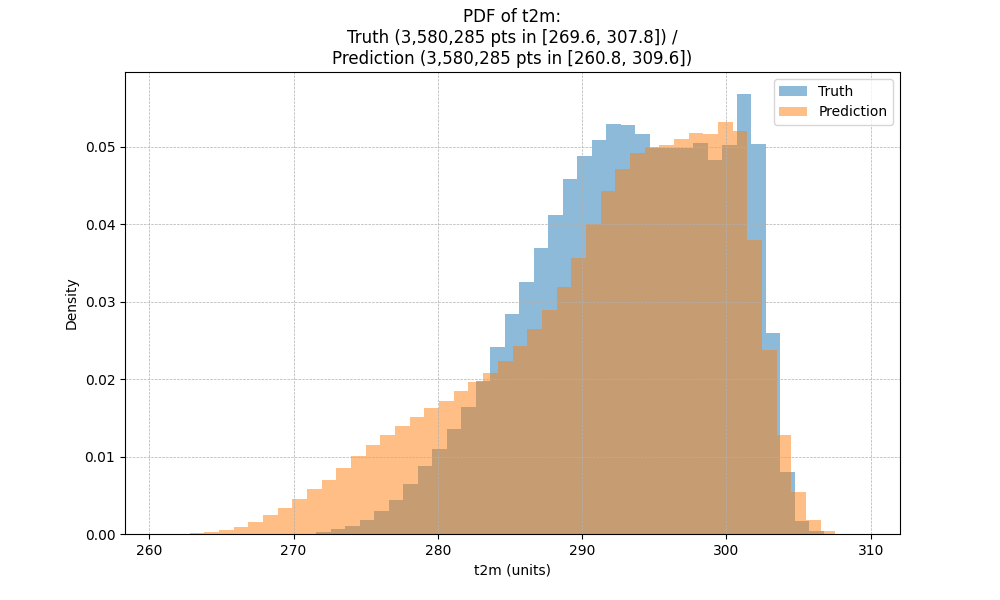 PDF of t2m:
Truth (3,580,285 pts in [269.6, 307.8]) /
Prediction (3,580,285 pts in [260.8, 309.6])
Truth
Prediction
Density
0.05
0.04
0.03
0.02
0.01
0.00
260
270
280
290
300
310
t2m (units)